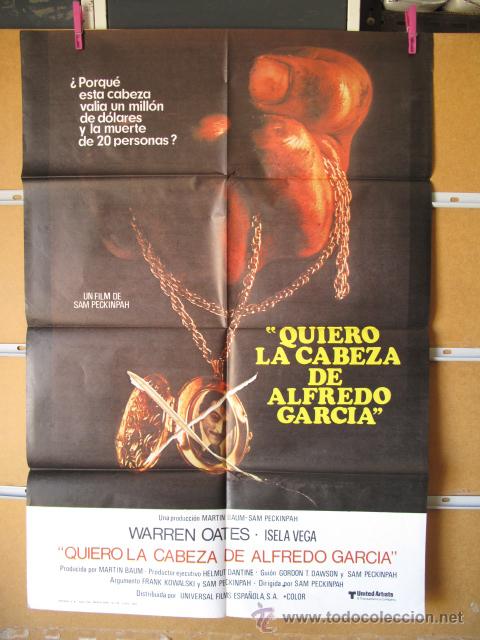 ¿Porqué
esta cabeza
valia un millón
de dólares
y la muerte
de 20 personas?
UN FILM DE
SAM PECKINPAH
"QUIERO
LA CABEZA
DE
ALFREDO
GARCIA"
Una producción MARTIN BAUM-SAM PECKINPAH
WARREN OATES · ISELA VEGA
"QUIERO LA CABEZA DE ALFREDO GARCIA"
Producida por MARTIN BAUM - Productor ejecutivo HELMUT DANTINE - Guión GORDON T. DAWSON y SAM PECKINPAH
Argumento FRANK KOWALSKI y SAM PECKINPAH - Dirigida por SAM PECKINPAH
Distribuida por UNIVERSAL FILMS ESPAÑOLA, S.A. •COLOR
United Artists
todocoleccion.net